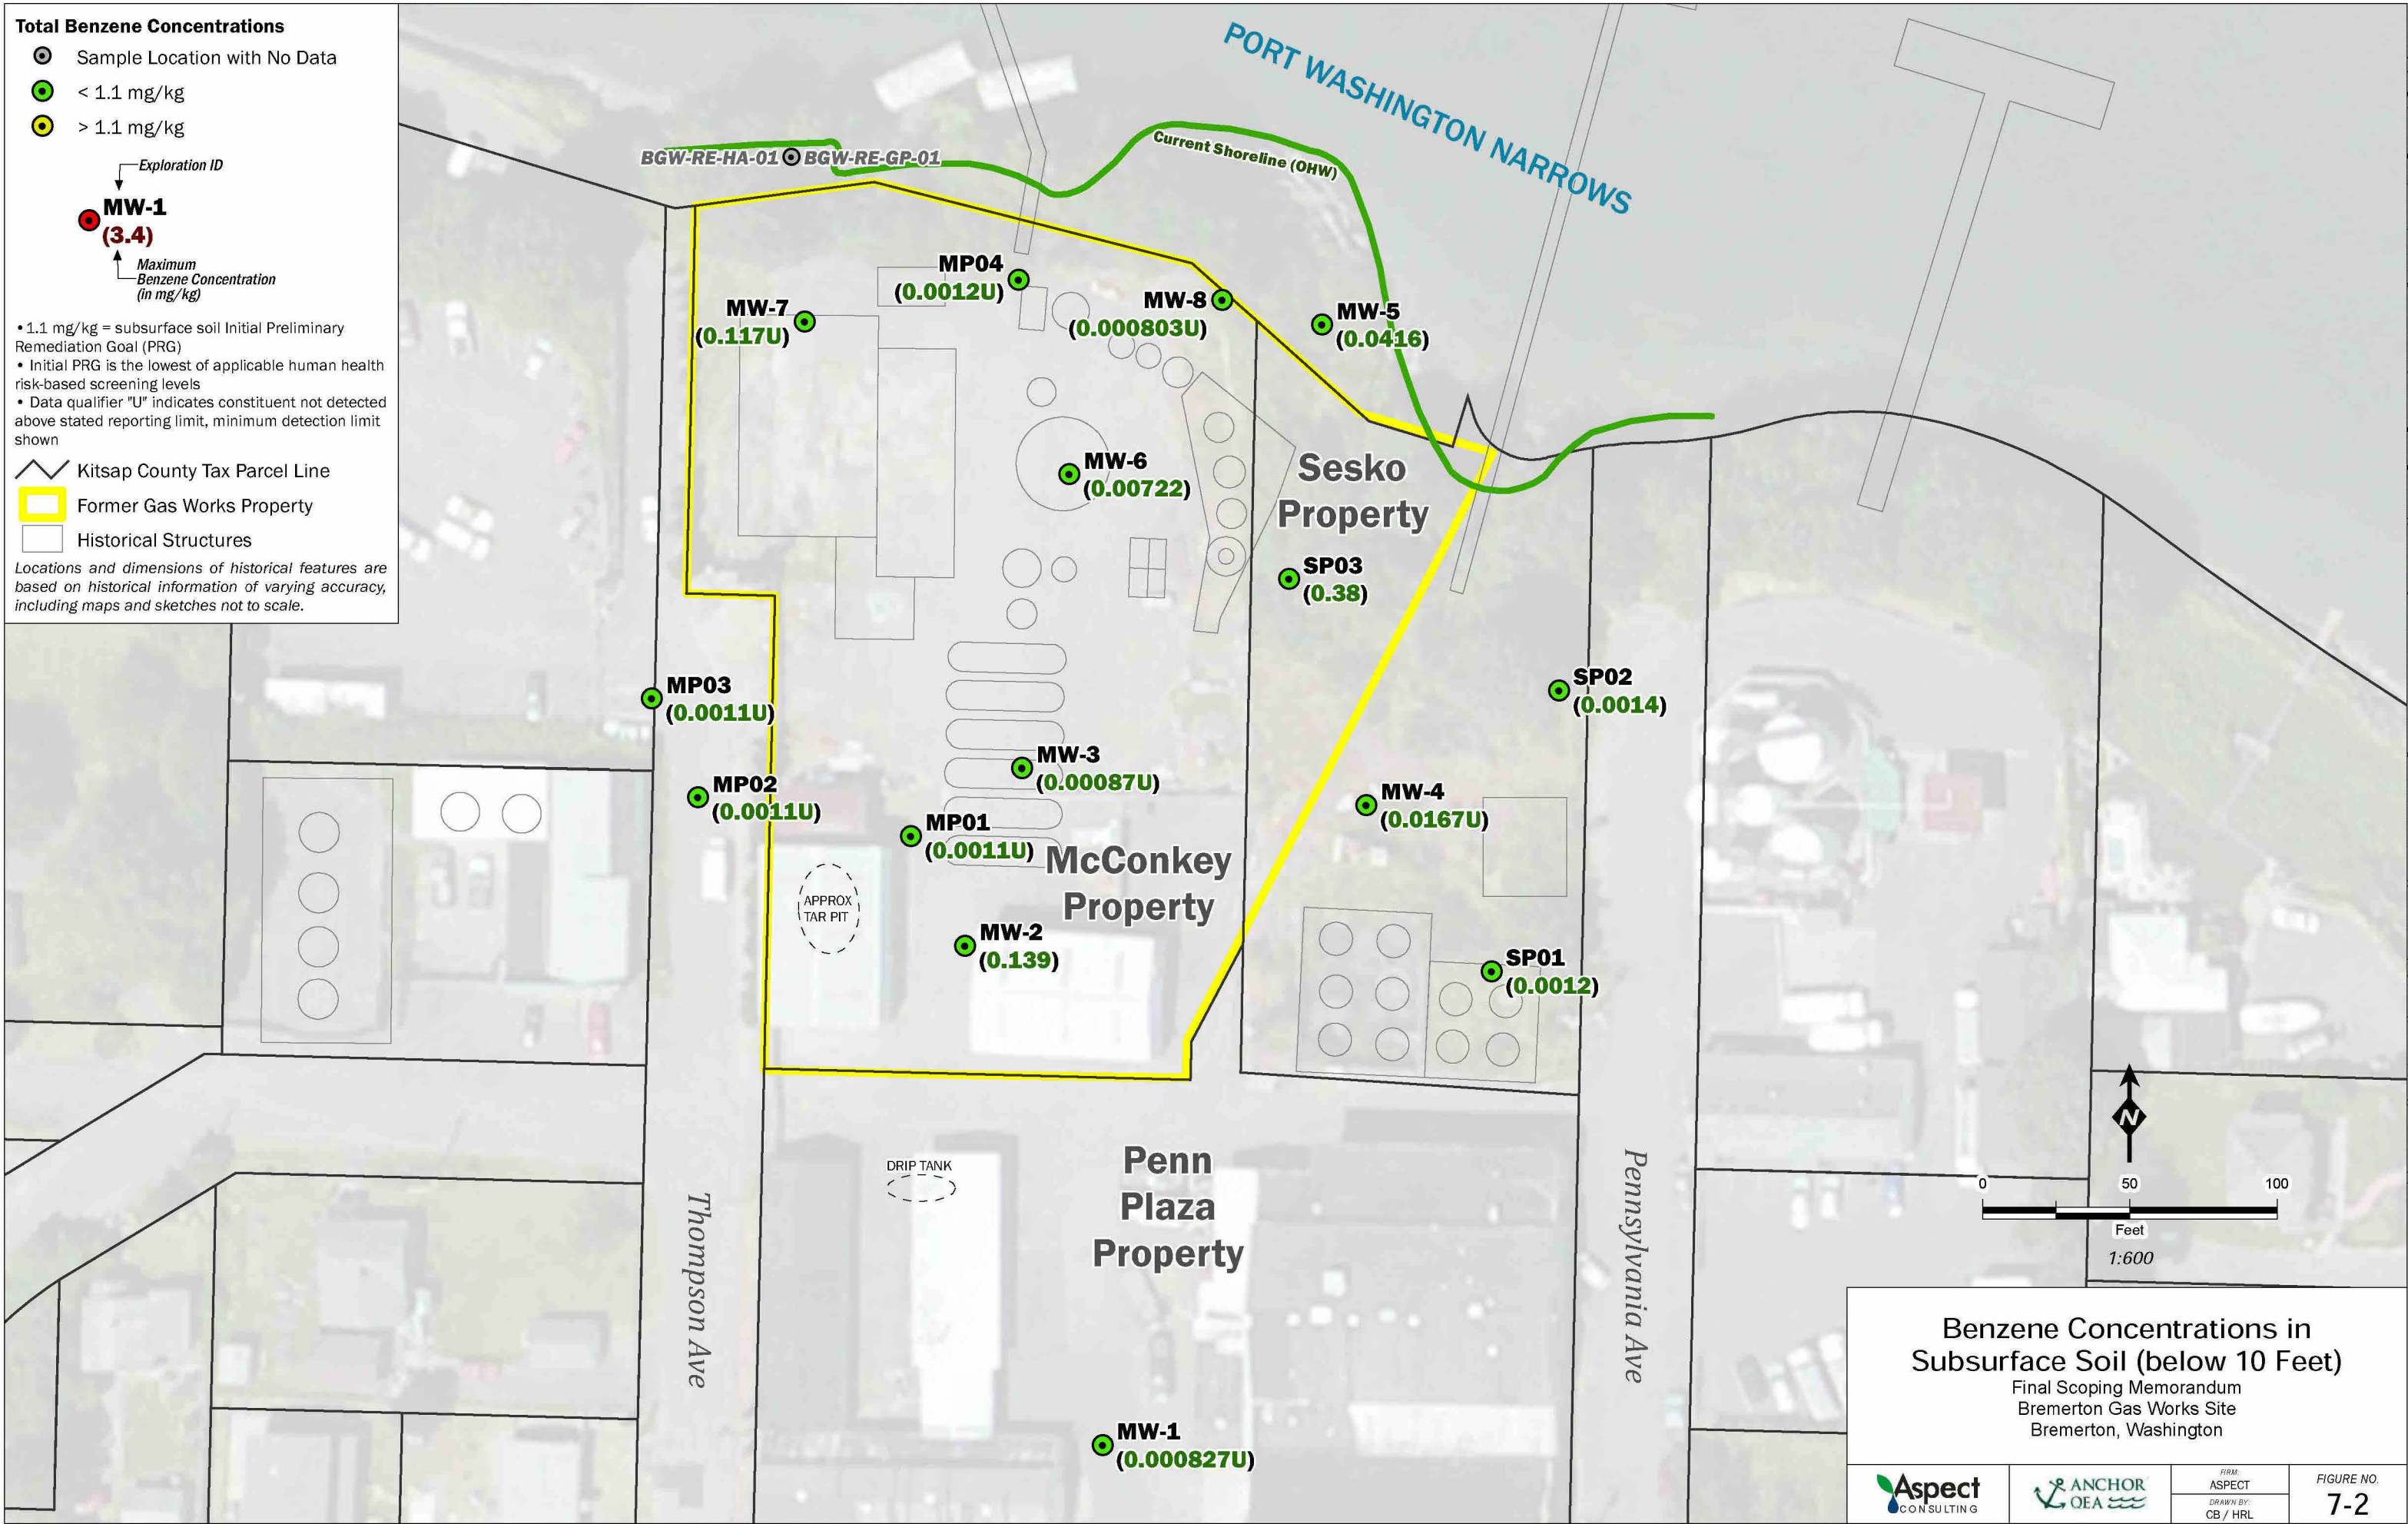 Total Benzene Concentrations
Sample Location with No Data
< 1.1 mg/kg
> 1.1 mg/kg
Exploration ID
MW-1
(3.4)
Maximum
Benzene Concentration
(in mg/kg)
• 1.1 mg/kg = subsurface soil Initial Preliminary
Remediation Goal (PRG)
• Initial PRG is the lowest of applicable human health
risk-based screening levels
• Data qualifier "U" indicates constituent not detected
above stated reporting limit, minimum detection limit
shown
Kitsap County Tax Parcel Line
Former Gas Works Property
Historical Structures
Locations and dimensions of historical features are
based on historical information of varying accuracy,
including maps and sketches not to scale.
PORT WASHINGTON NARROWS
Current Shoreline (OHW)
BGW-RE-HA-01
BGW-RE-GP-01
MP04
(0.0012U)
MW-7
(0.117U)
MW-8
(0.000803U)
MW-5
(0.0416)
MW-6
(0.00722)
Sesko
Property
SP03
(0.38)
MP03
(0.0011U)
SP02
(0.0014)
MW-3
(0.00087U)
MP02
(0.0011U)
MW-4
(0.0167U)
MP01
(0.0011U)
McConkey
Property
APPROX
TAR PIT
MW-2
(0.139)
SP01
(0.0012)
DRIP TANK
Penn
Plaza
Property
Thompson Ave
Pennsylvania Ave
MW-1
(0.000827U)
N
0 50 100
Feet
1:600
Benzene Concentrations in
Subsurface Soil (below 10 Feet)
Final Scoping Memorandum
Bremerton Gas Works Site
Bremerton, Washington
Aspect
CONSULTING
ANCHOR
QEA
FIRM:
ASPECT
DRAWN BY:
CB / HRL
FIGURE NO.
7-2